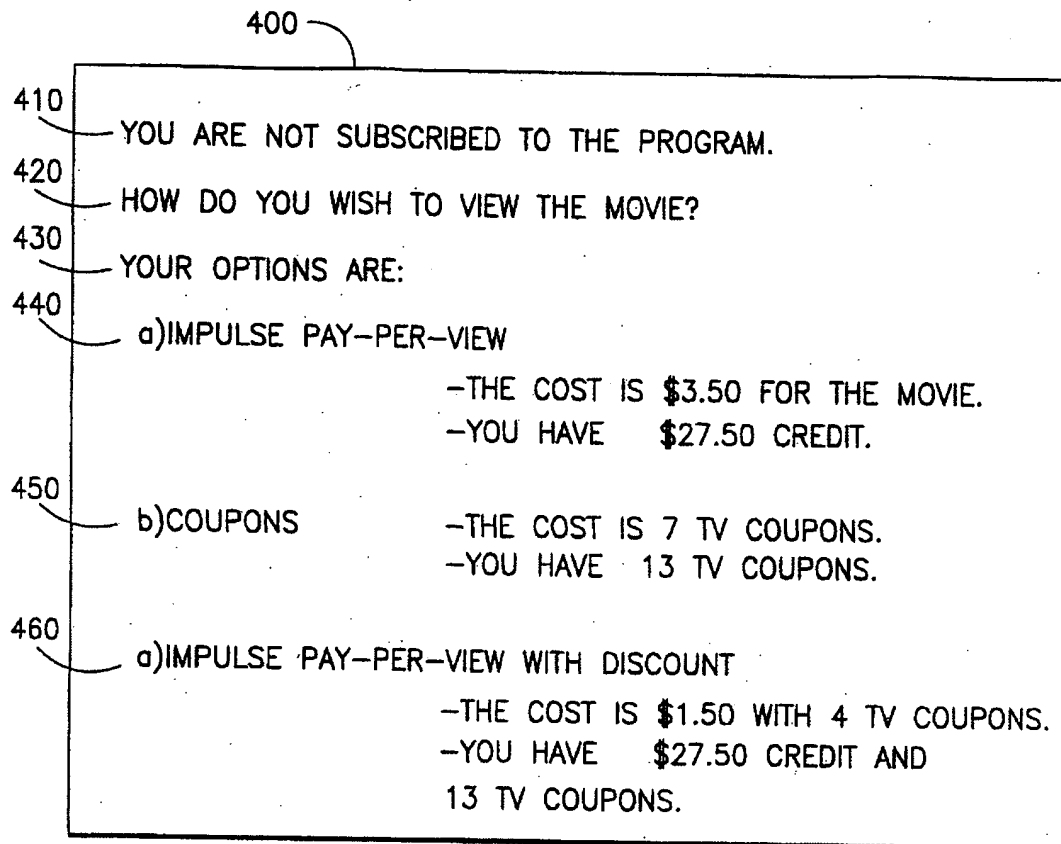 400
410
YOU ARE NOT SUBSCRIBED TO THE PROGRAM.
420
HOW DO YOU WISH TO VIEW THE MOVIE?
430
YOUR OPTIONS ARE:
440
a)IMPULSE PAY-PER-VIEW
-THE COST IS $3.50 FOR THE MOVIE.
-YOU HAVE $27.50 CREDIT.
450
b)COUPONS -THE COST IS 7 TV COUPONS.
-YOU HAVE 13 TV COUPONS.
460
a)IMPULSE PAY-PER-VIEW WITH DISCOUNT
-THE COST IS $1.50 WITH 4 TV COUPONS.
-YOU HAVE $27.50 CREDIT AND
13 TV COUPONS.